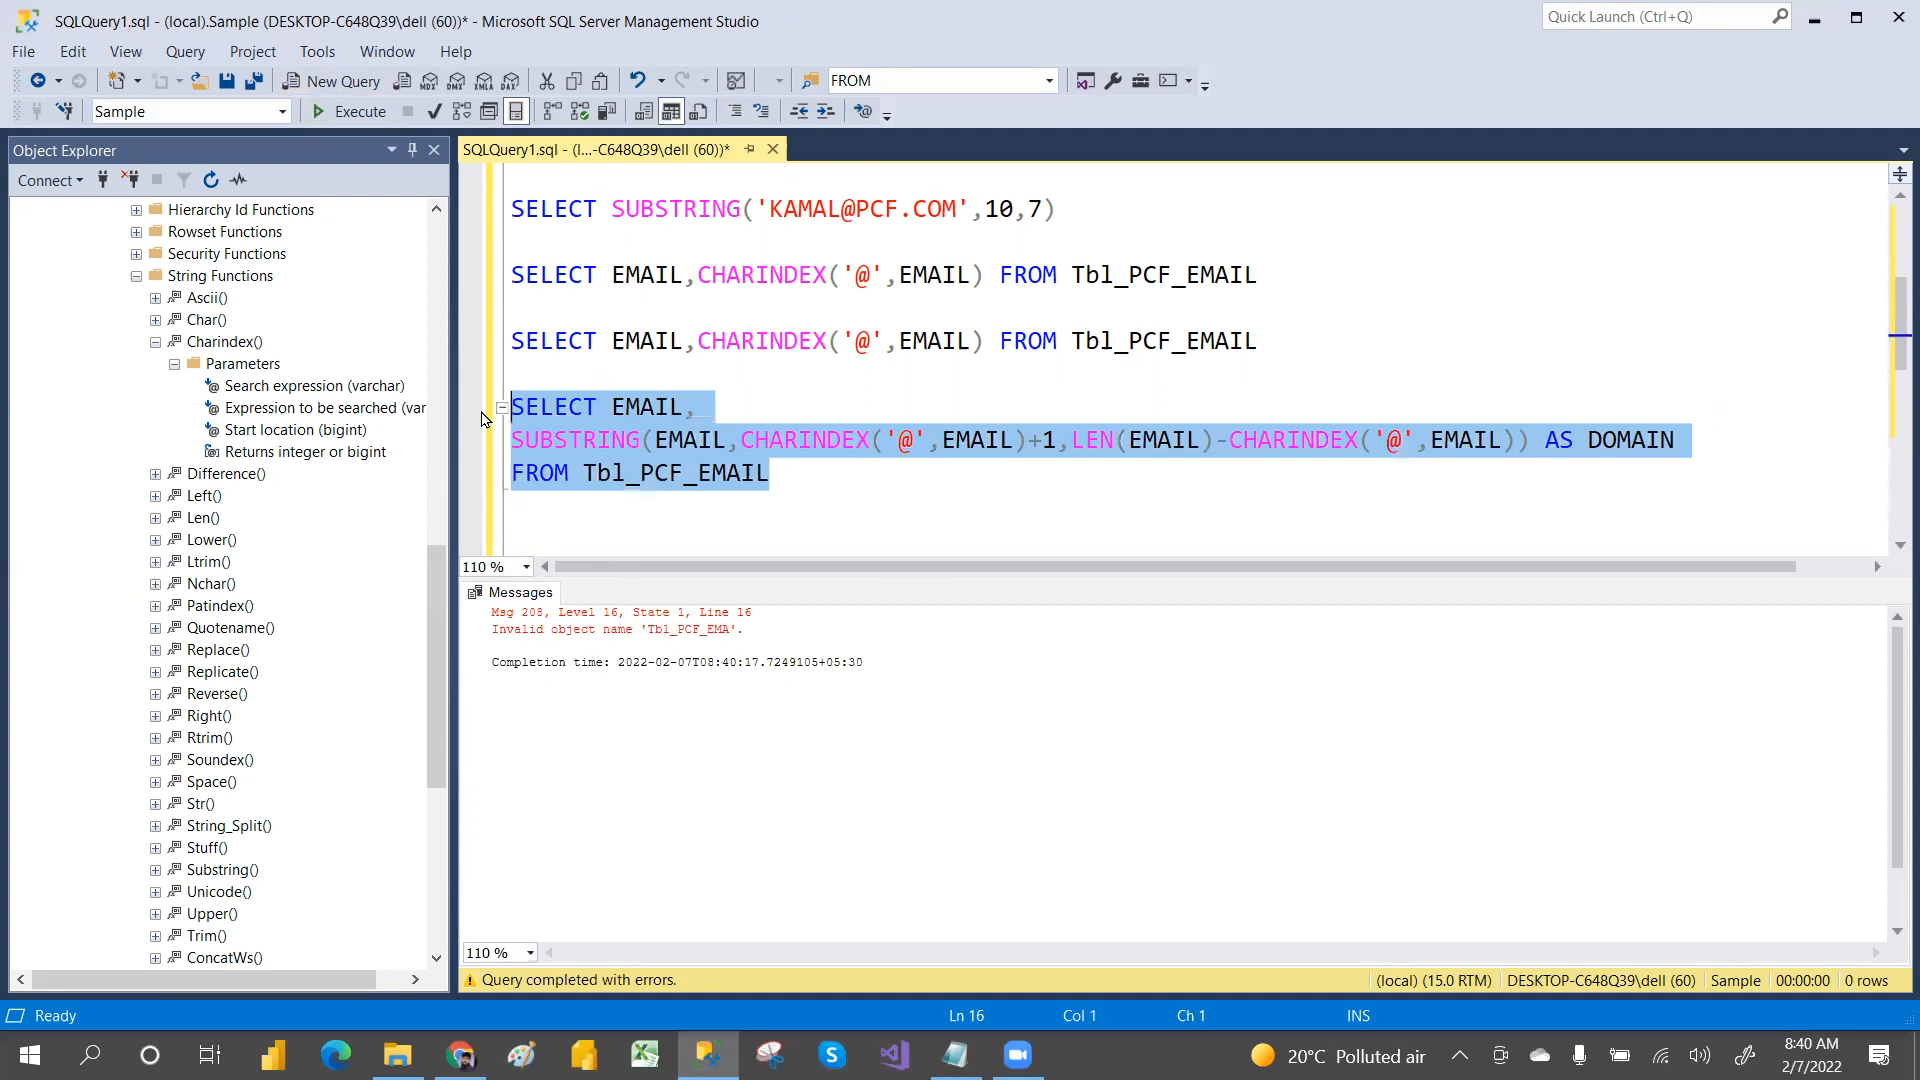 SQLQuery1.sql - (local).Sample (DESKTOP-C648Q39\dell (60))* - Microsoft SQL Server Management Studio
Quick Launch (Ctrl+Q)
File Edit View Query Project Tools Window Help
New Query
FROM
Sample
Execute
Object Explorer
Connect
Hierarchy Id Functions
Rowset Functions
Security Functions
String Functions
Ascii()
Char()
Charindex()
Parameters
Search expression (varchar)
Expression to be searched (var
Start location (bigint)
Returns integer or bigint
Difference()
Left()
Len()
Lower()
Ltrim()
Nchar()
Patindex()
Quotename()
Replace()
Replicate()
Reverse()
Right()
Rtrim()
Soundex()
Space()
Str()
String_Split()
Stuff()
Substring()
Unicode()
Upper()
Trim()
ConcatWs()
SQLQuery1.sql - (l...-C648Q39\dell (60))*
SELECT SUBSTRING('KAMAL@PCF.COM',10,7)
SELECT EMAIL,CHARINDEX('@',EMAIL) FROM Tbl_PCF_EMAIL
SELECT EMAIL,CHARINDEX('@',EMAIL) FROM Tbl_PCF_EMAIL
SELECT EMAIL,
SUBSTRING(EMAIL,CHARINDEX('@',EMAIL)+1,LEN(EMAIL)-CHARINDEX('@',EMAIL)) AS DOMAIN
FROM Tbl_PCF_EMAIL
110 %
Messages
Msg 208, Level 16, State 1, Line 16
Invalid object name 'Tbl_PCF_EMA'.
Completion time: 2022-02-07T08:40:17.7249105+05:30
110 %
Query completed with errors.
(local) (15.0 RTM) DESKTOP-C648Q39\dell (60) Sample 00:00:00 0 rows
Ready
Ln 16 Col 1 Ch 1 INS
20°C Polluted air
8:40 AM
2/7/2022